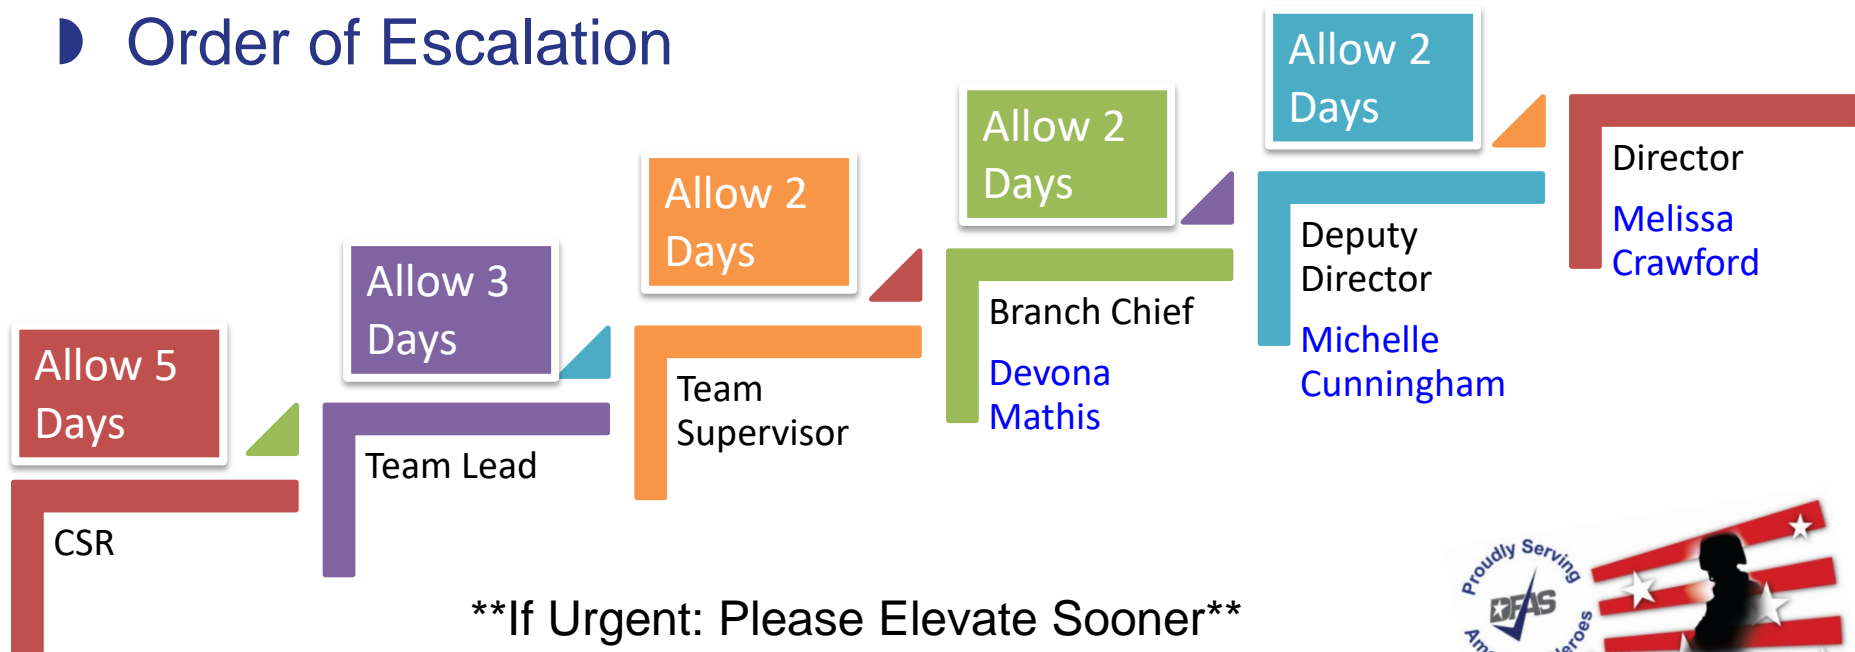 Order of Escalation
Allow 5
Days
CSR
Allow 3
Days
Team Lead
Allow 2
Days
Team
Supervisor
Allow 2
Days
Branch Chief
Devona
Mathis
Allow 2
Days
Deputy
Director
Michelle
Cunningham
Director
Melissa
Crawford
**If Urgent: Please Elevate Sooner**
Proudly Serving
DFAS
Heroes